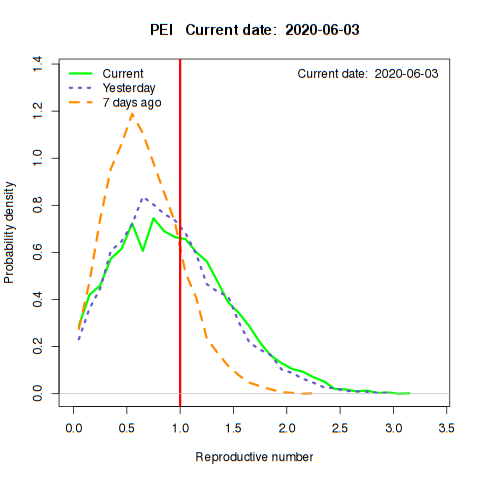 PEI   Current date:  2020-06-03
Current
Yesterday
7 days ago
Current date:  2020-06-03
Probability density
1.4
1.2
1.0
0.8
0.6
0.4
0.2
0.0
0.0 0.5 1.0 1.5 2.0 2.5 3.0 3.5
Reproductive number